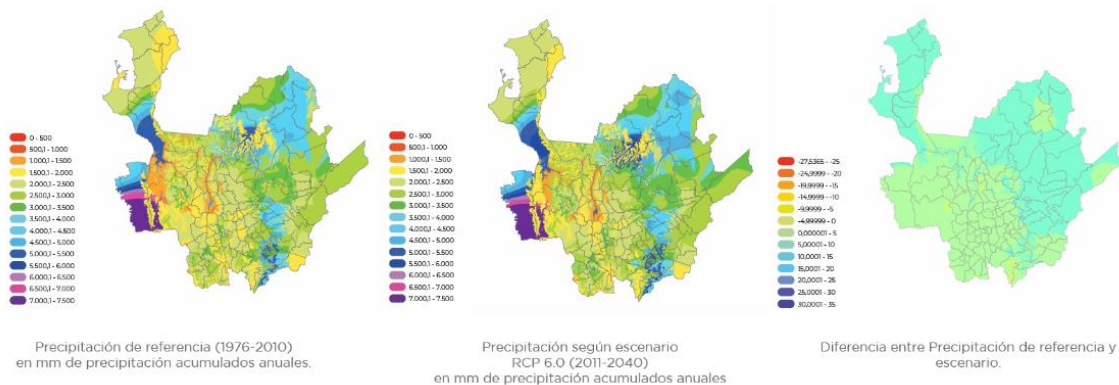 0 - 500
500,1 - 1.000
1.000,1 - 1.500
1.500,1 - 2.000
2.000,1 - 2.500
2.500,1 - 3.000
3.000,1 - 3.500
3.500,1 - 4.000
4.000,1 - 4.500
4.500,1 - 5.000
5.000,1 - 5.500
5.500,1 - 6.000
6.000,1 - 6.500
6.500,1 - 7.000
7.000,1 - 7.500
Precipitación de referencia (1976-2010)
en mm de precipitación acumulados anuales.
0 - 500
500,1 - 1.000
1.000,1 - 1.500
1.500,1 - 2.000
2.000,1 - 2.500
2.500,1 - 3.000
3.000,1 - 3.500
3.500,1 - 4.000
4.000,1 - 4.500
4.500,1 - 5.000
5.000,1 - 5.500
5.500,1 - 6.000
6.000,1 - 6.500
6.500,1 - 7.000
7.000,1 - 7.500
Precipitación según escenario
RCP 6.0 (2011-2040)
en mm de precipitación acumulados anuales
-27,5355 - -25
-24,9999 - -20
-19,9999 - -15
-14,9999 - -10
-9,9999 - -5
-4,99999 - 0
0,000001 - 5
5,00001 - 10
10,0001 - 15
15,0001 - 20
20,0001 - 25
25,0001 - 30
30,0001 - 35
Diferencia entre Precipitación de referencia y
escenario.